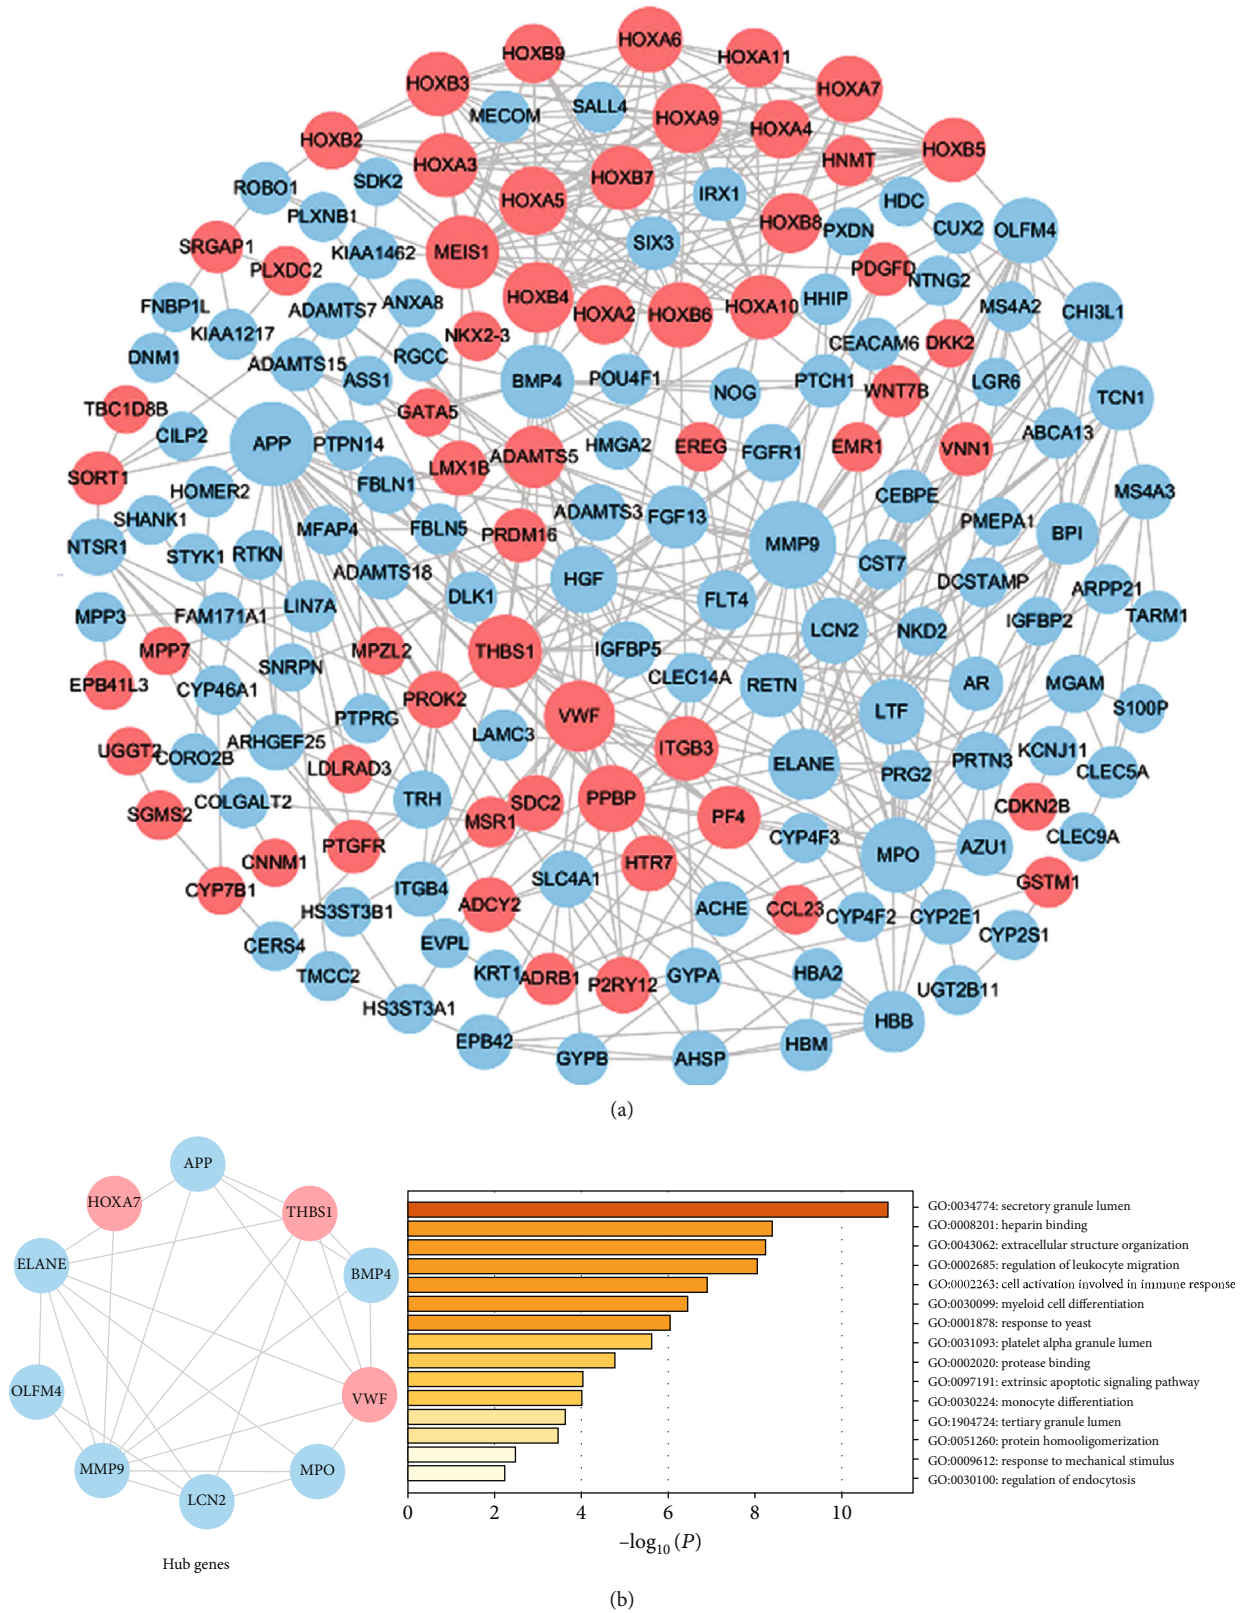 HOXA6
HOXB9
HOXA11
HOXB3
HOXA7
MECOM
SALL4
HOXA9
HOXA4
HOXB2
HOXA3
HNMT
HOXB5
ROBO1
SDK2
HOXA5
HOXB7
IRX1
HDC
PLXNB1
HOXB8
PXDN
CUX2
OLFM4
SRGAP1
KIAA1462
MEIS1
SIX3
PLXDC2
PDGFD
NTNG2
FNBP1L
ADAMTS7
ANXA8
HOXB4
HOXA2
HOXB6
HOXA10
HHIP
MS4A2
CHI3L1
KIAA1217
NKX2-3
CEACAM6
DKK2
DNM1
ADAMTS15
ASS1
RGCC
BMP4
POU4F1
NOG
PTCH1
WNT7B
LGR6
TCN1
TBC1D8B
GATA5
CILP2
APP
PTPN14
HMGA2
EREG
FGFR1
EMR1
VNN1
ABCA13
SORT1
HOMER2
FBLN1
LMX1B
ADAMTS5
CEBPE
MS4A3
SHANK1
MFAP4
FBLN5
ADAMTS3
FGF13
PMEPA1
NTSR1
STYK1
RTKN
PRDM16
MMP9
BPI
ADAMTS18
HGF
CST7
DCSTAMP
ARPP21
MPP3
FAM171A1
LIN7A
DLK1
FLT4
LCN2
NKD2
IGFBP2
TARM1
MPP7
SNRPN
MPZL2
THBS1
IGFBP5
EPB41L3
CYP46A1
PROK2
CLEC14A
RETN
AR
MGAM
PTPRG
VWF
LTF
S100P
UGGT2
CORO2B
ARHGEF25
LAMC3
ITGB3
ELANE
PRG2
PRTN3
KCNJ11
CLEC5A
LDLRAD3
SGMS2
COLGALT2
TRH
MSR1
SDC2
PPBP
PF4
CDKN2B
CYP4F3
AZU1
CLEC9A
CNNM1
PTGFR
HTR7
MPO
CYP7B1
ITGB4
SLC4A1
GSTM1
HS3ST3B1
ADCY2
ACHE
CCL23
CYP4F2
CYP2E1
CERS4
EVPL
CYP2S1
TMCC2
KRT1
ADRB1
P2RY12
GYPA
HBA2
UGT2B11
HS3ST3A1
EPB42
GYPB
AHSP
HBM
HBB
(a)
APP
HOXA7
THBS1
ELANE
BMP4
OLFM4
VWF
MMP9
MPO
LCN2
Hub genes
GO:0034774: secretory granule lumen
GO:0008201: heparin binding
GO:0043062: extracellular structure organization
GO:0002685: regulation of leukocyte migration
GO:0002263: cell activation involved in immune response
GO:0030099: myeloid cell differentiation
GO:0001878: response to yeast
GO:0031093: platelet alpha granule lumen
GO:0002020: protease binding
GO:0097191: extrinsic apoptotic signaling pathway
GO:0030224: monocyte differentiation
GO:1904724: tertiary granule lumen
GO:0051260: protein homooligomerization
GO:0009612: response to mechanical stimulus
GO:0030100: regulation of endocytosis
0 2 4 6 8 10
–log10 (P)
(b)